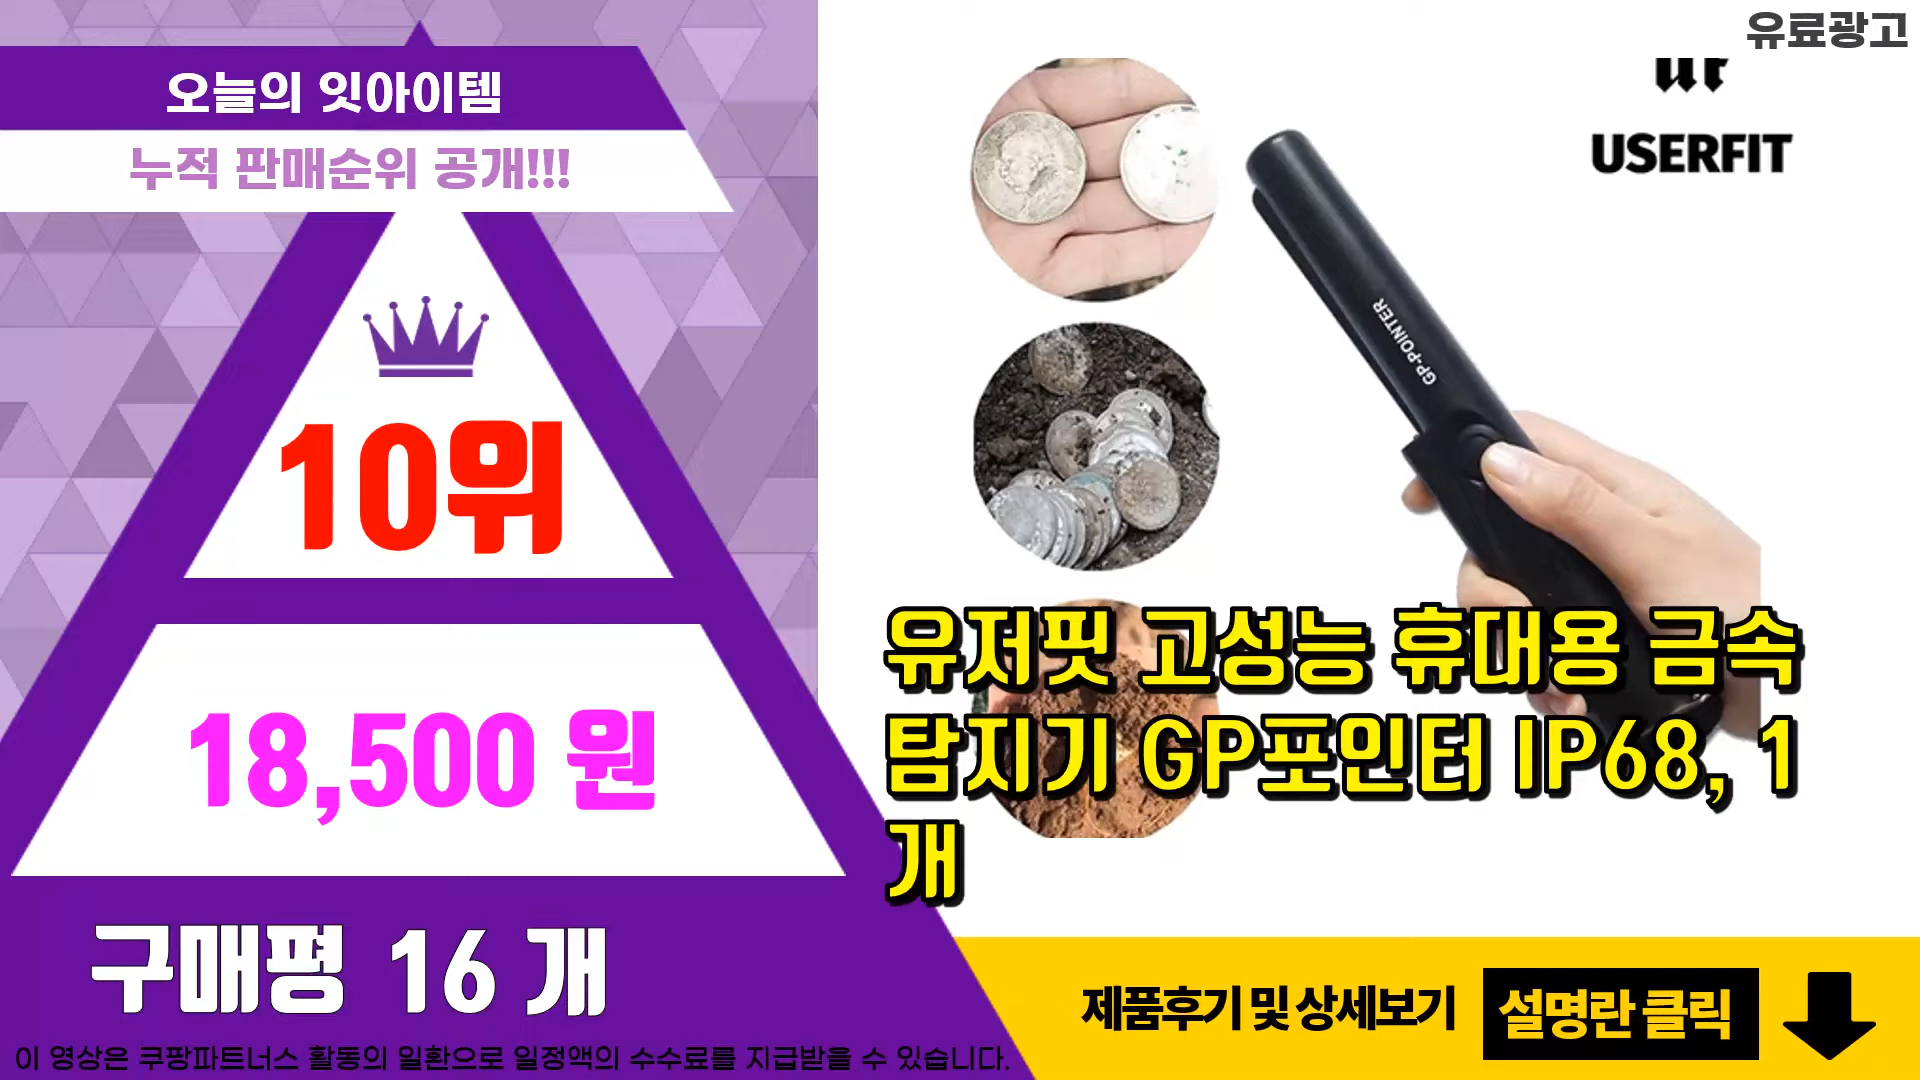 유료광고
오늘의 잇아이템
누적 판매순위 공개!!!
USERFIT
GP-POINTER
10위
유저핏 고성능 휴대용 금속
탐지기 GP포인터 IP68, 1
개
18,500 원
구매평 16 개
제품후기 및 상세보기
설명란 클릭
이 영상은 쿠팡파트너스 활동의 일환으로 일정액의 수수료를 지급받을 수 있습니다.